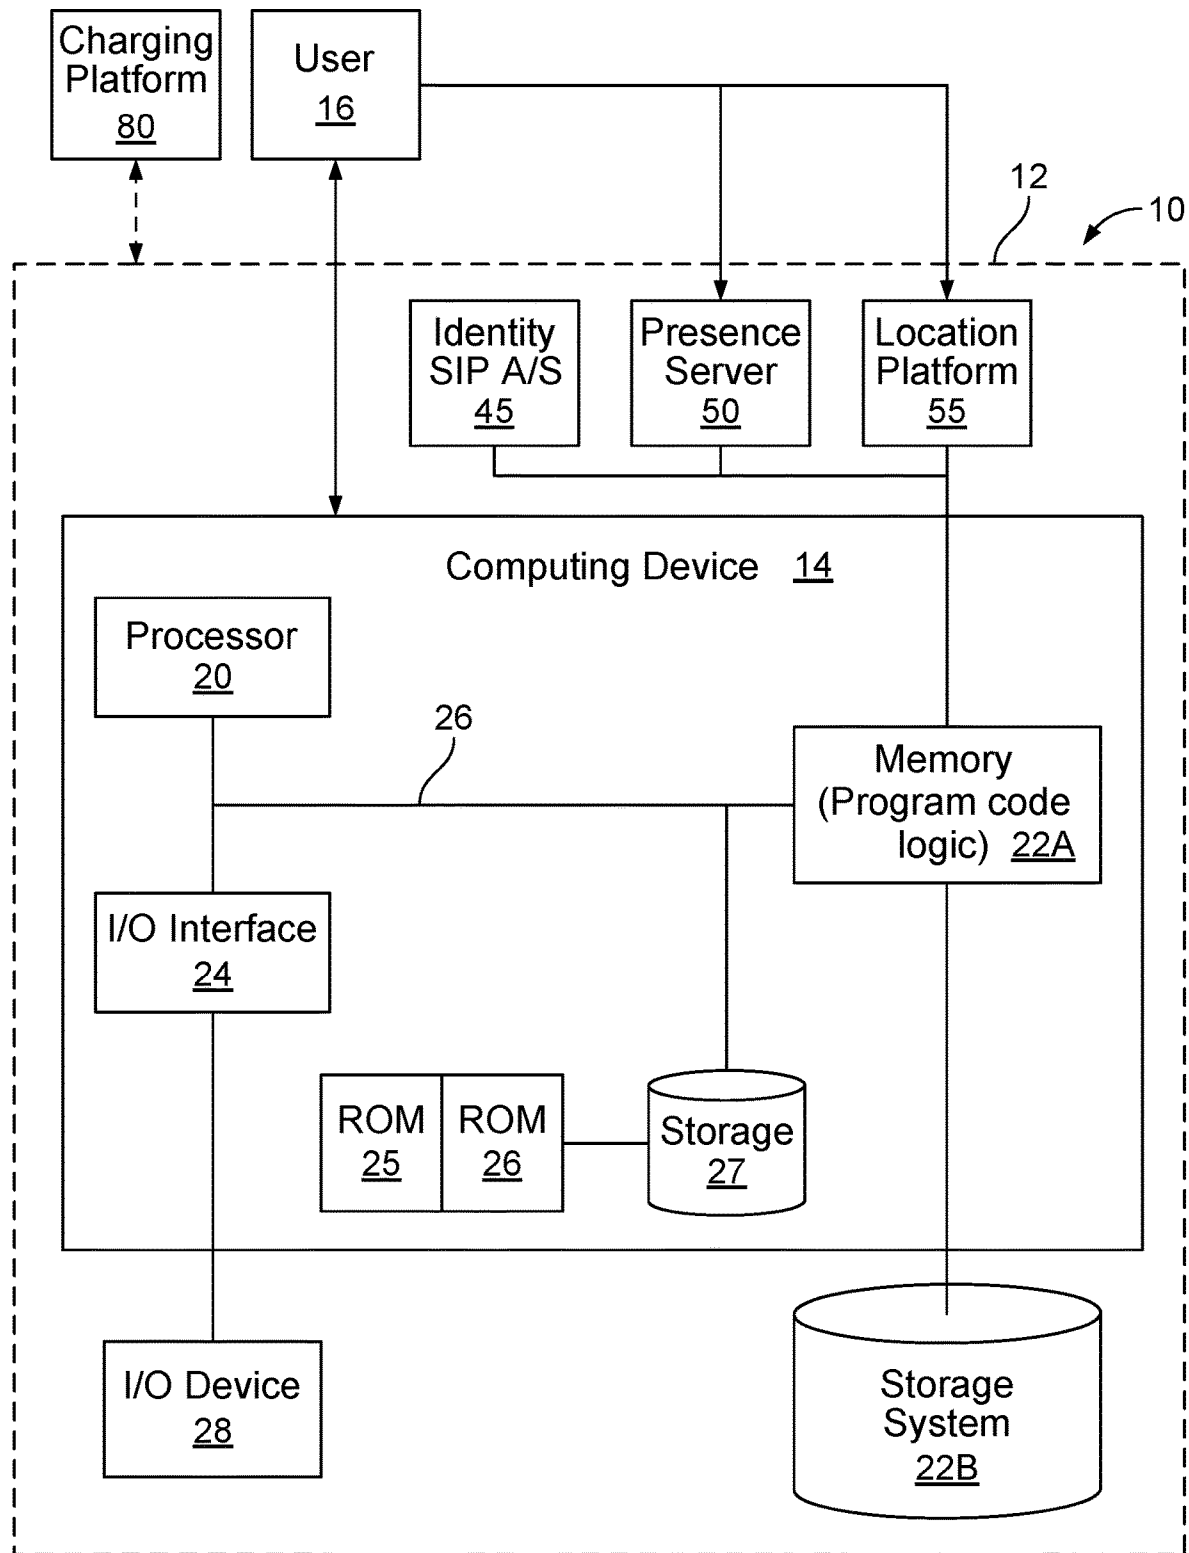 Charging
Platform
80
User
16
12
10
Identity
SIP A/S
45
Presence
Server
50
Location
Platform
55
Computing Device 14
Processor
20
26
Memory
(Program code
logic) 22A
I/O Interface
24
ROM
25
ROM
26
Storage
27
I/O Device
28
Storage
System
22B